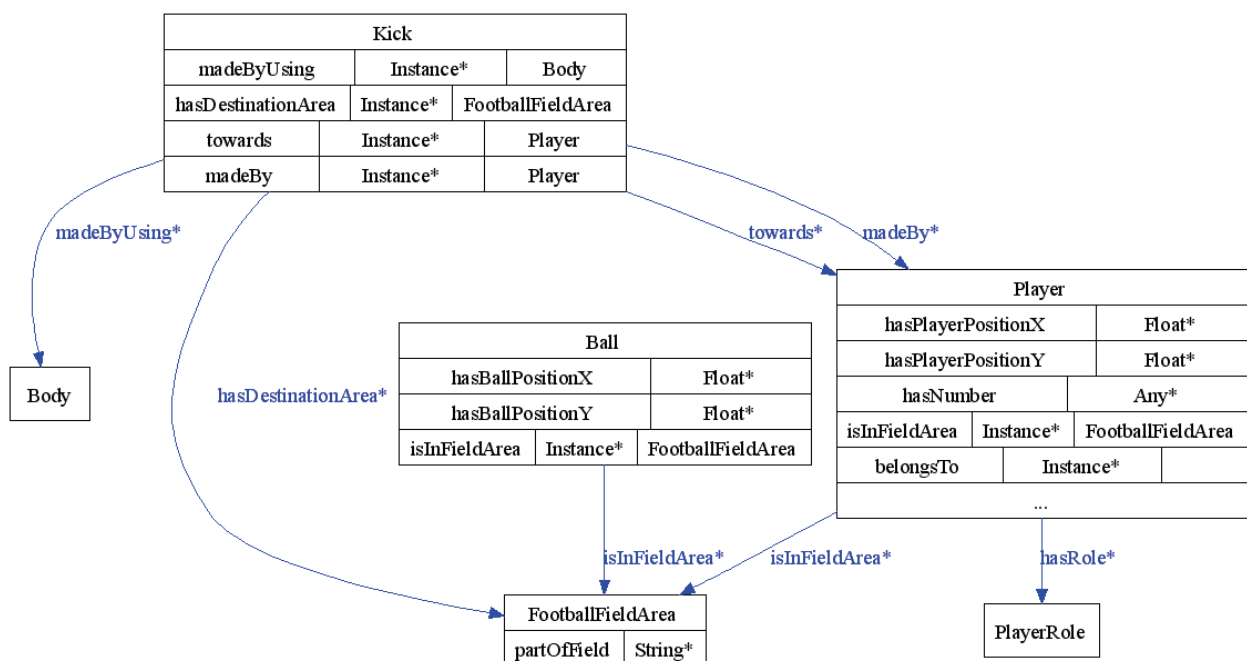 Kick
madeByUsing Instance* Body
hasDestinationArea Instance* FootballFieldArea
towards Instance* Player
madeBy Instance* Player
madeByUsing*
towards*
madeBy*
Player
hasPlayerPositionX Float*
hasPlayerPositionY Float*
hasNumber Any*
isInFieldArea Instance* FootballFieldArea
belongsTo Instance*
...
Ball
hasBallPositionX Float*
hasBallPositionY Float*
isInFieldArea Instance* FootballFieldArea
Body
hasDestinationArea*
isInFieldArea*
isInFieldArea*
hasRole*
FootballFieldArea
partOfField String*
PlayerRole